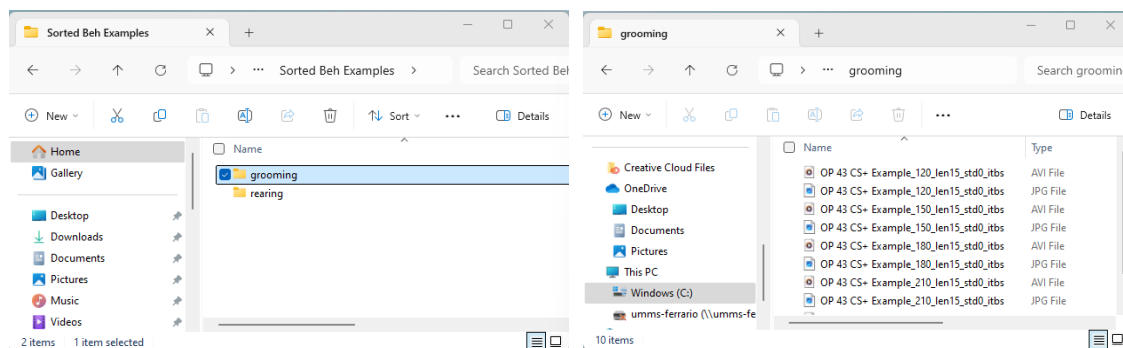 Sorted Beh Examples
Sorted Beh Examples
Search Sorted Beh
New
Sort
Details
Home
Gallery
Desktop
Downloads
Documents
Pictures
Music
Videos
Name
grooming
rearing
2 items 1 item selected
grooming
grooming
Search groomin
New
Details
Creative Cloud Files
OneDrive
Desktop
Documents
Pictures
This PC
Windows (C:)
umms-ferrario (\\umms-fe
Name Type
OP 43 CS+ Example_120_len15_std0_itbs AVI File
OP 43 CS+ Example_120_len15_std0_itbs JPG File
OP 43 CS+ Example_150_len15_std0_itbs AVI File
OP 43 CS+ Example_150_len15_std0_itbs JPG File
OP 43 CS+ Example_180_len15_std0_itbs AVI File
OP 43 CS+ Example_180_len15_std0_itbs JPG File
OP 43 CS+ Example_210_len15_std0_itbs AVI File
OP 43 CS+ Example_210_len15_std0_itbs JPG File
10 items